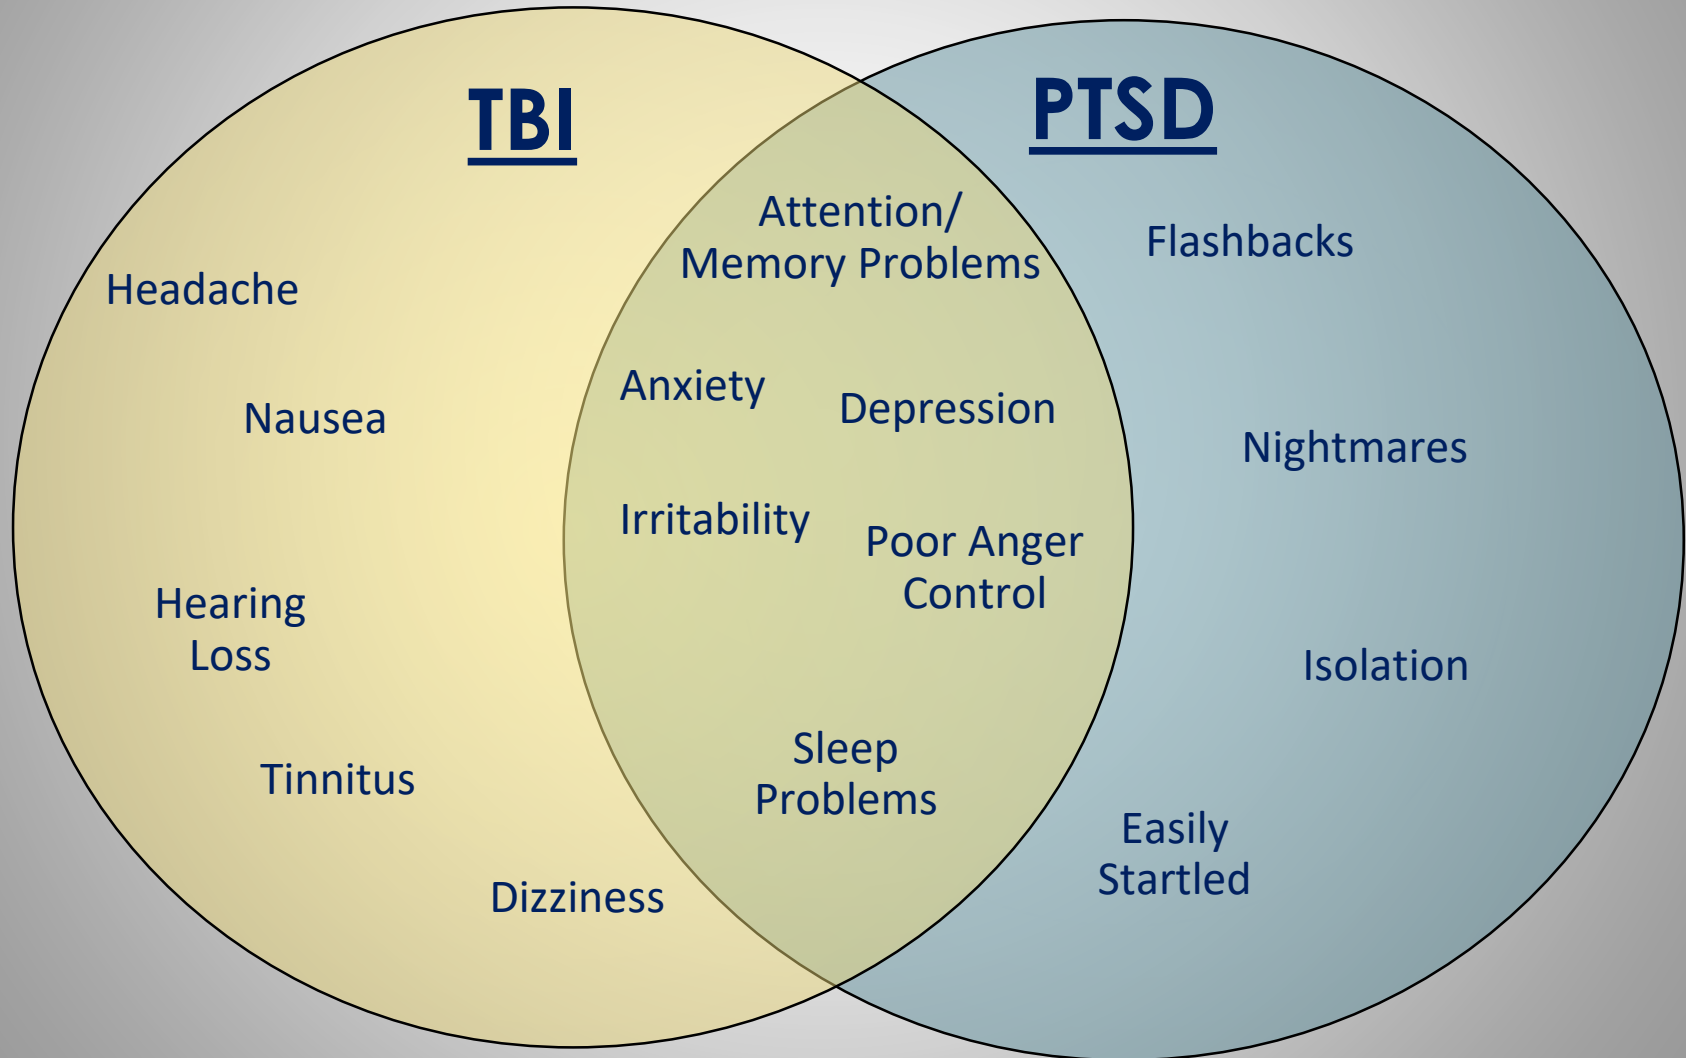 TBI
PTSD
Headache
Nausea
Hearing
Loss
Tinnitus
Dizziness
Attention/
Memory Problems
Anxiety
Depression
Irritability
Poor Anger
Control
Sleep
Problems
Flashbacks
Nightmares
Isolation
Easily
Startled